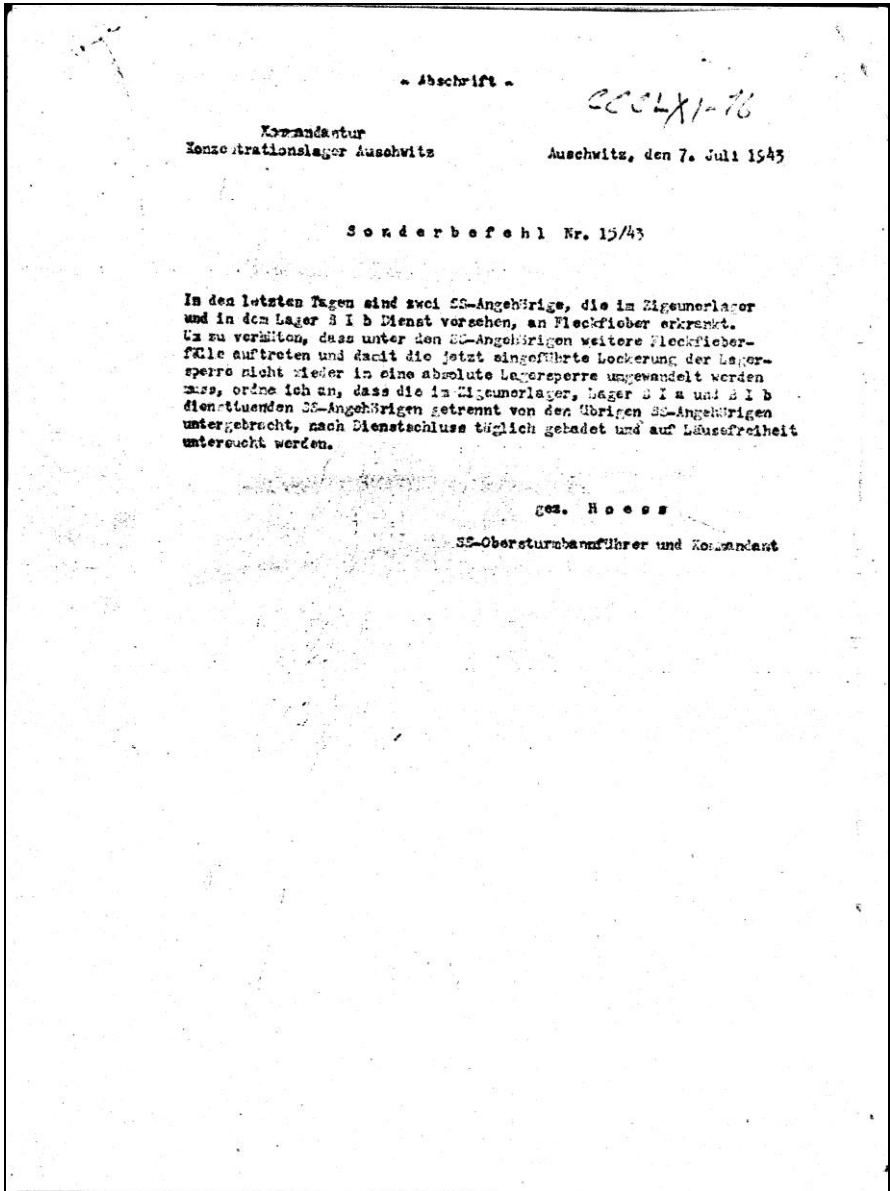 - Abschrift -
CCCLXI-16
Kommandantur
Konzentrationslager Auschwitz Auschwitz, den 7. Juli 1943
Sonderbefehl Nr. 15/43
In den letzten Tagen sind zwei SS-Angehörige, die im Zigeunerlager
und in dem Lager B I b Dienst versehen, an Fleckfieber erkrankt.
Um zu verhüten, dass unter den SS-Angehörigen weitere Fleckfieber-
fälle auftreten und damit die jetzt eingeführte Lockerung der Lager-
sperre nicht wieder in eine absolute Lagersperre umgewandelt werden
muss, ordne ich an, dass die im Zigeunerlager, Lager B I a und B I b
diensttuenden SS-Angehörigen getrennt von den übrigen SS-Angehörigen
untergebracht, nach Dienstschluss täglich gebadet und auf Läusefreiheit
untersucht werden.
gez. Hoess
SS-Obersturmbannführer und Kommandant